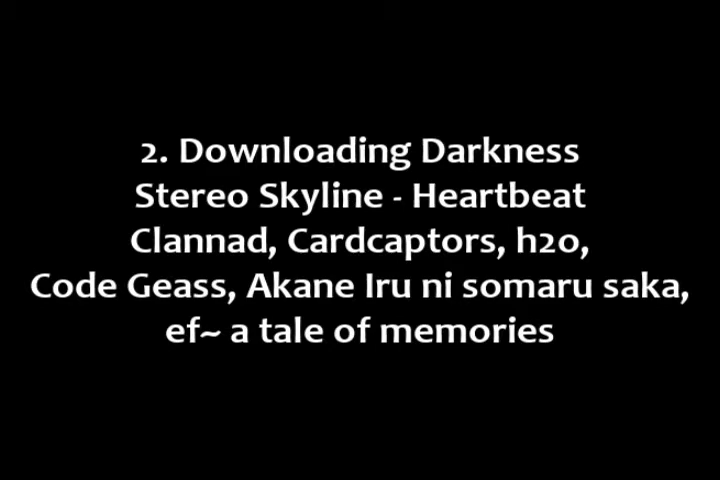 2. Downloading Darkness
Stereo Skyline - Heartbeat
Clannad, Cardcaptors, h2o,
Code Geass, Akane Iru ni somaru saka,
ef~ a tale of memories